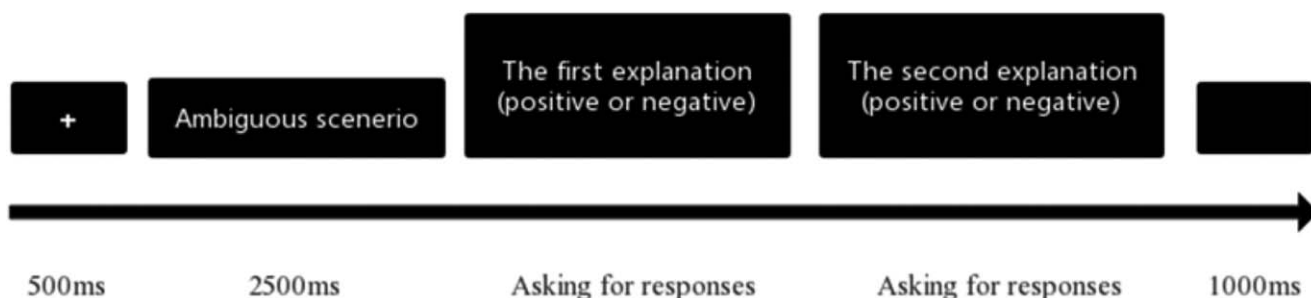 +
Ambiguous scenerio
The first explanation
(positive or negative)
The second explanation
(positive or negative)
500ms
2500ms
Asking for responses
Asking for responses
1000ms